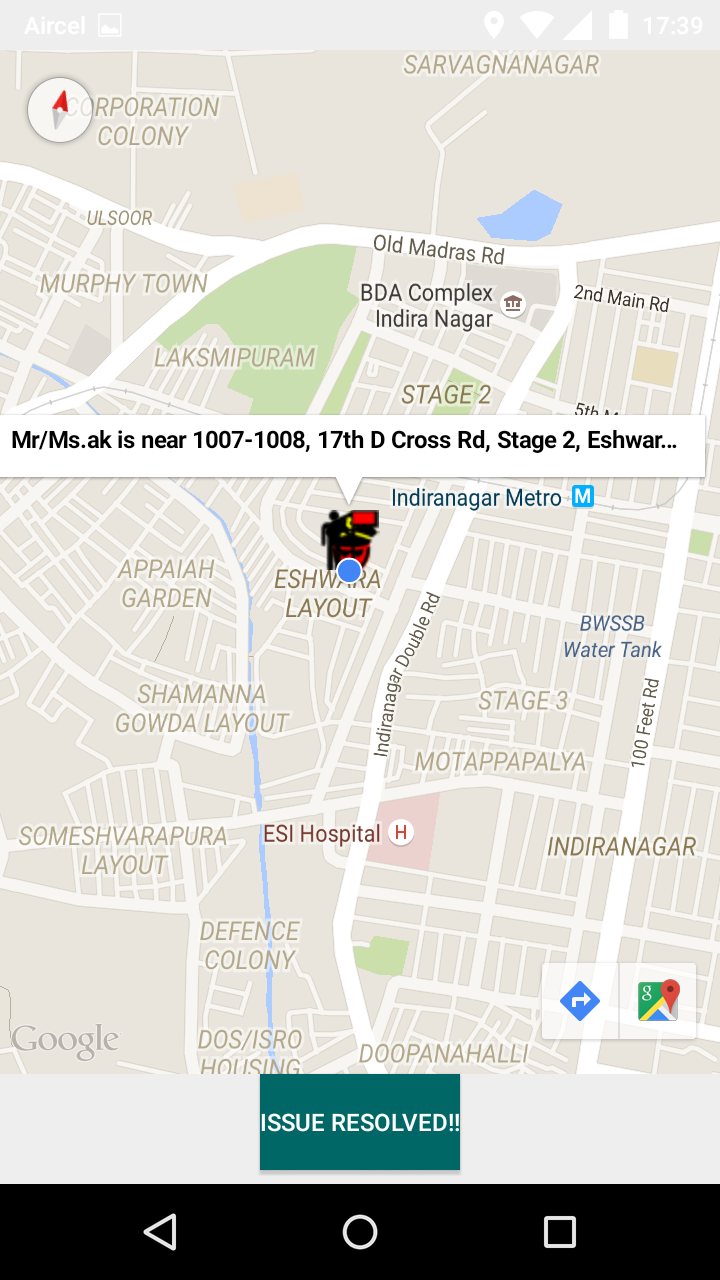 Aircel
17:39
SARVAGNANAGAR
CORPORATION
COLONY
ULSOOR
Old Madras Rd
MURPHY TOWN
BDA Complex
Indira Nagar
2nd Main Rd
LAKSMIPURAM
STAGE 2
5th M
Mr/Ms.ak is near 1007-1008, 17th D Cross Rd, Stage 2, Eshwar...
Indiranagar Metro M
APPAIAH
GARDEN
ESHWARA
LAYOUT
Indiranagar Double Rd
BWSSB
Water Tank
SHAMANNA
GOWDA LAYOUT
STAGE 3
100 Feet Rd
MOTAPPAPALYA
SOMESHVARAPURA
LAYOUT
ESI Hospital H
INDIRANAGAR
DEFENCE
COLONY
g
Google
DOS/ISRO
HOUSING
DOOPANAHALLI
ISSUE RESOLVED!!